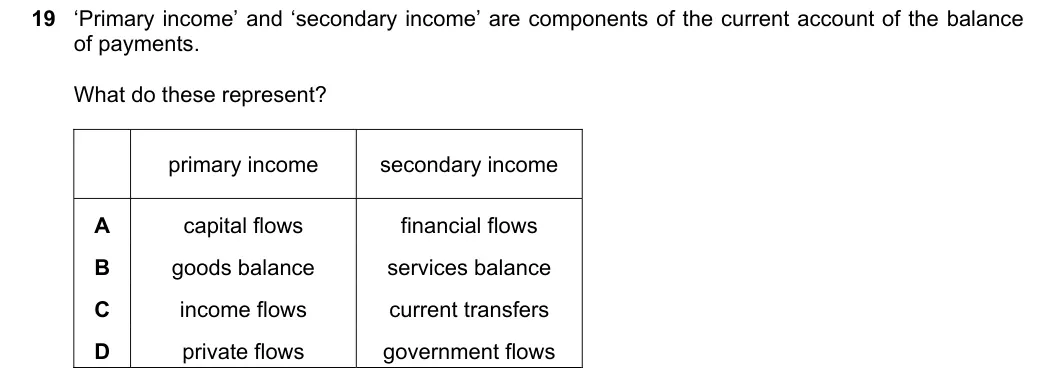 19 ‘Primary income’ and ‘secondary income’ are components of the current account of the balance
of payments.
What do these represent?
primary income secondary income
A capital flows financial flows
B goods balance services balance
C income flows current transfers
D private flows government flows